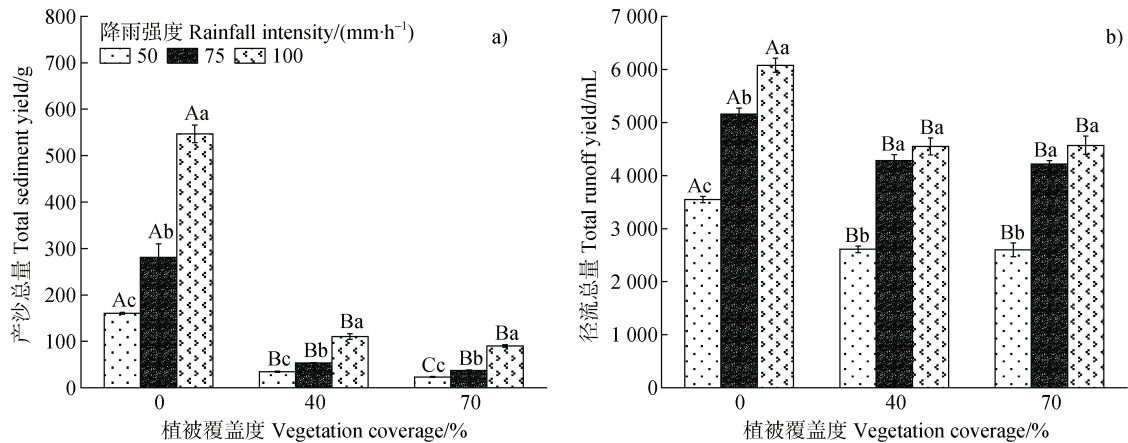 800
700
600
500
400
300
200
100
0
产沙总量 Total sediment yield/g
降雨强度 Rainfall intensity/(mm·h⁻¹)
50 75 100
a)
Ac Ab Aa
Bc Bb Ba
Cc Bb Ba
0 40 70
植被覆盖度 Vegetation coverage/%
7 000
6 000
5 000
4 000
3 000
2 000
1 000
0
径流总量 Total runoff yield/mL
b)
Ac Ab Aa
Bb Ba Ba
Bb Ba Ba
0 40 70
植被覆盖度 Vegetation coverage/%